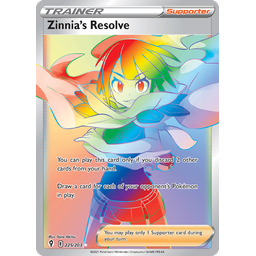 TRAINER Supporter
Zinnia's Resolve
You can play this card only if you discard 2 other
cards from your hand.
Draw a card for each of your opponent's Pokémon
in play.
You may play only 1 Supporter card during
your turn.
225/203